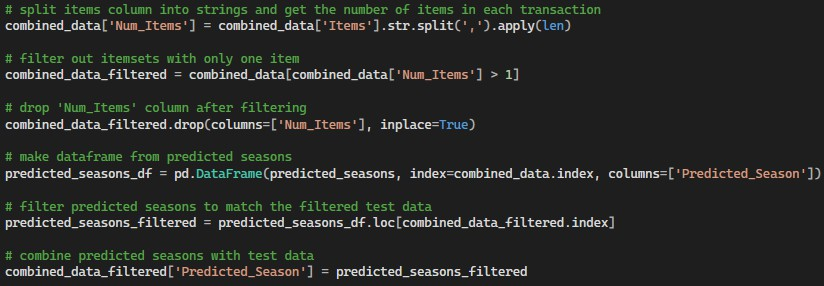 # split items column into strings and get the number of items in each transaction
combined_data['Num_Items'] = combined_data['Items'].str.split(',').apply(len)
# filter out itemsets with only one item
combined_data_filtered = combined_data[combined_data['Num_Items'] > 1]
# drop 'Num_Items' column after filtering
combined_data_filtered.drop(columns=['Num_Items'], inplace=True)
# make dataframe from predicted seasons
predicted_seasons_df = pd.DataFrame(predicted_seasons, index=combined_data.index, columns=['Predicted_Season'])
# filter predicted seasons to match the filtered test data
predicted_seasons_filtered = predicted_seasons_df.loc[combined_data_filtered.index]
# combine predicted seasons with test data
combined_data_filtered['Predicted_Season'] = predicted_seasons_filtered